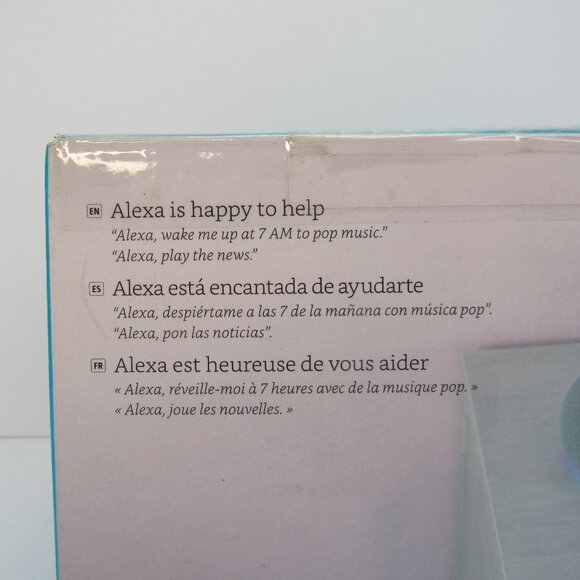 EN Alexa is happy to help
“Alexa, wake me up at 7 AM to pop music.”
“Alexa, play the news.”
ES Alexa está encantada de ayudarte
“Alexa, despiértame a las 7 de la mañana con música pop”.
“Alexa, pon las noticias”.
FR Alexa est heureuse de vous aider
« Alexa, réveille-moi à 7 heures avec de la musique pop. »
« Alexa, joue les nouvelles. »